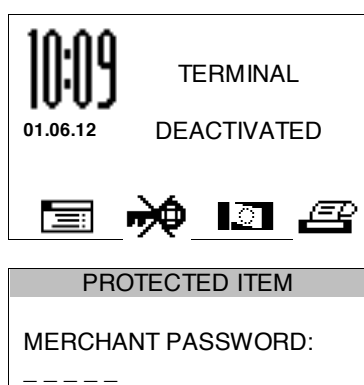 10:09
TERMINAL
01.06.12
DEACTIVATED
PROTECTED ITEM
MERCHANT PASSWORD:
_ _ _ _ _